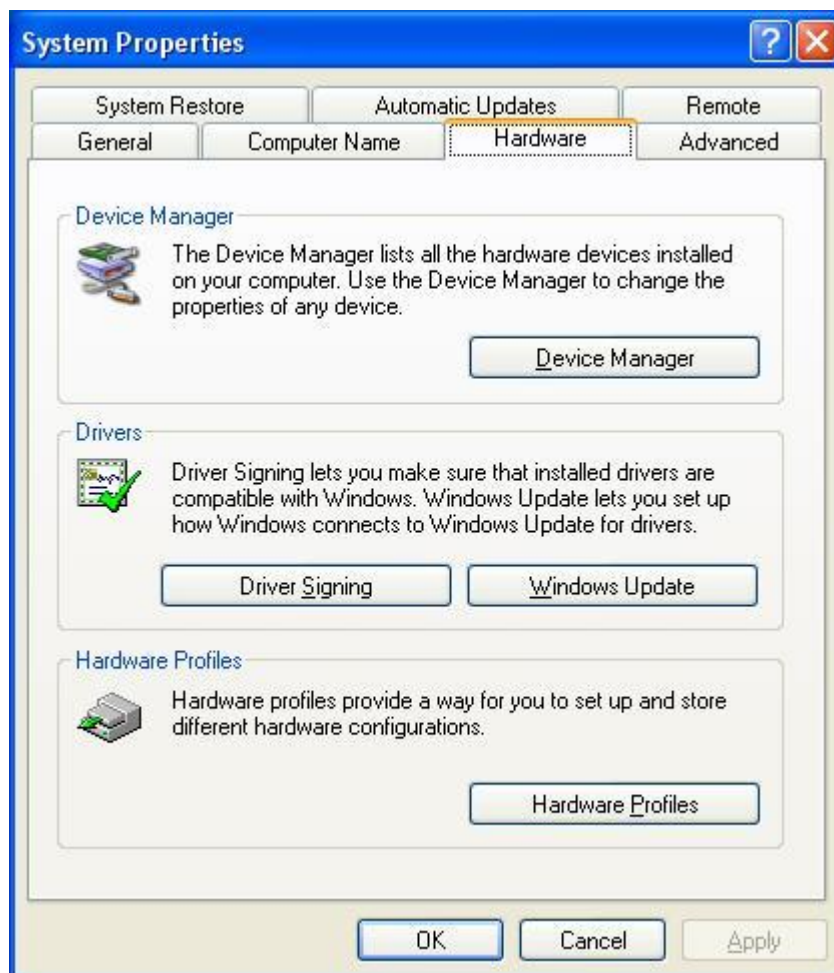 System Properties
System Restore
Automatic Updates
Remote
General
Computer Name
Hardware
Advanced
Device Manager
The Device Manager lists all the hardware devices installed
on your computer. Use the Device Manager to change the
properties of any device.
Device Manager
Drivers
Driver Signing lets you make sure that installed drivers are
compatible with Windows. Windows Update lets you set up
how Windows connects to Windows Update for drivers.
Driver Signing
Windows Update
Hardware Profiles
Hardware profiles provide a way for you to set up and store
different hardware configurations.
Hardware Profiles
OK
Cancel
Apply